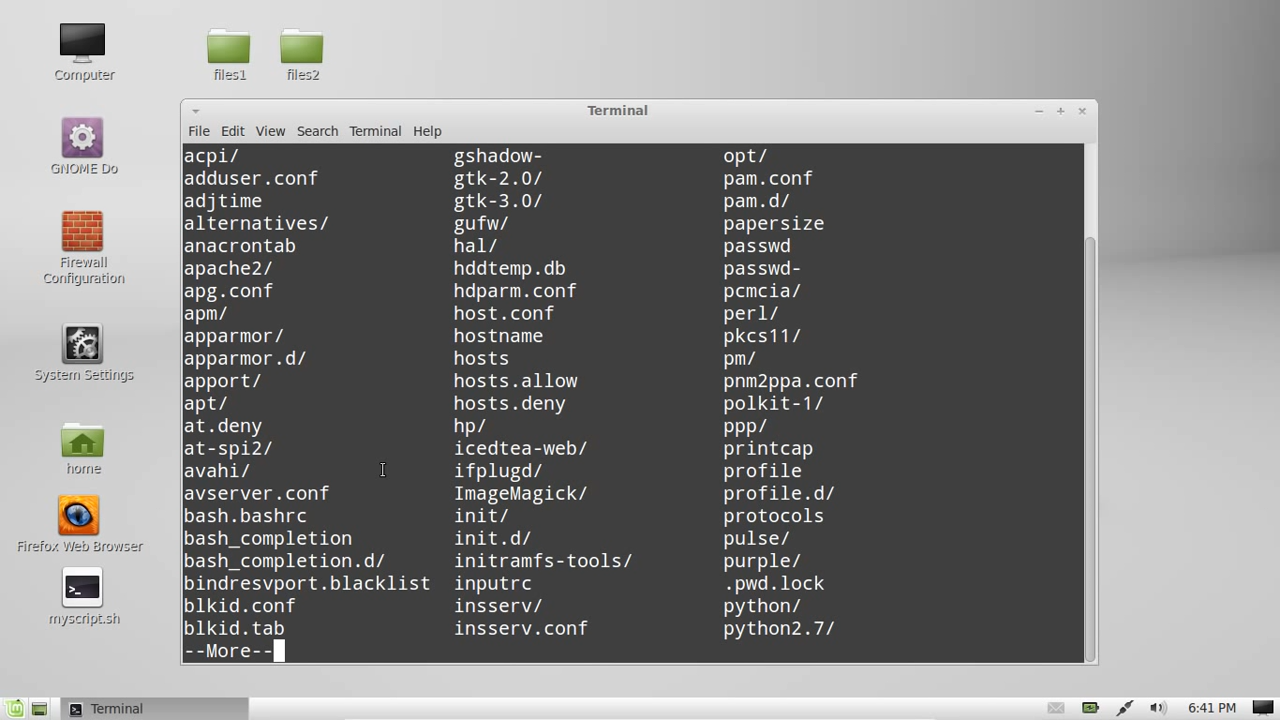 Computer
files1
files2
GNOME Do
Firewall
Configuration
System Settings
home
Firefox Web Browser
myscript.sh
Terminal
File Edit View Search Terminal Help
acpi/ gshadow- opt/
adduser.conf gtk-2.0/ pam.conf
adjtime gtk-3.0/ pam.d/
alternatives/ gufw/ papersize
anacrontab hal/ passwd
apache2/ hddtemp.db passwd-
apg.conf hdparm.conf pcmcia/
apm/ host.conf perl/
apparmor/ hostname pkcs11/
apparmor.d/ hosts pm/
apport/ hosts.allow pnm2ppa.conf
apt/ hosts.deny polkit-1/
at.deny hp/ ppp/
at-spi2/ icedtea-web/ printcap
avahi/ ifplugd/ profile
avserver.conf ImageMagick/ profile.d/
bash.bashrc init/ protocols
bash_completion init.d/ pulse/
bash_completion.d/ initramfs-tools/ purple/
bindresvport.blacklist inputrc .pwd.lock
blkid.conf insserv/ python/
blkid.tab insserv.conf python2.7/
--More--
Terminal
6:41 PM